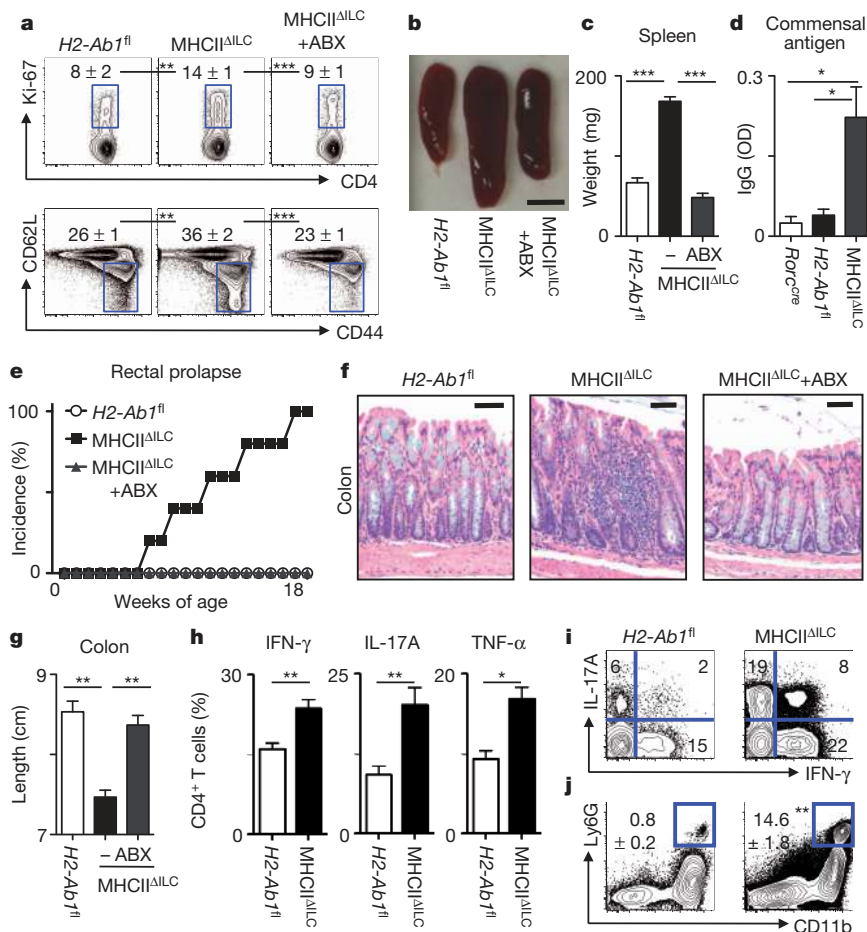 a
H2-Ab1fl MHCIIΔILC MHCIIΔILC +ABX
8 ± 2 ** 14 ± 1 *** 9 ± 1
Ki-67
CD4
26 ± 1 ** 36 ± 2 *** 23 ± 1
CD62L
CD44
b
H2-Ab1fl
MHCIIΔILC
MHCIIΔILC
+ABX
c
Spleen
*** ***
200
0
Weight (mg)
H2-Ab1fl
– ABX
MHCIIΔILC
d
Commensal
antigen
*
*
0.3
0
IgG (OD)
Rorccre
H2-Ab1fl
MHCIIΔILC
e
Rectal prolapse
100
0
Incidence (%)
H2-Ab1fl
MHCIIΔILC
MHCIIΔILC
+ABX
0 18
Weeks of age
f
H2-Ab1fl MHCIIΔILC MHCIIΔILC+ABX
Colon
g
Colon
** **
9
7
Length (cm)
H2-Ab1fl
– ABX
MHCIIΔILC
h
IFN-γ IL-17A TNF-α
** ** *
30 25 20
0 0 0
CD4+ T cells (%)
H2-Ab1fl
MHCIIΔILC
H2-Ab1fl
MHCIIΔILC
H2-Ab1fl
MHCIIΔILC
i
H2-Ab1fl MHCIIΔILC
6 2 19 8
15 22
IL-17A
IFN-γ
j
0.8 14.6 **
± 0.2 ± 1.8
Ly6G
CD11b